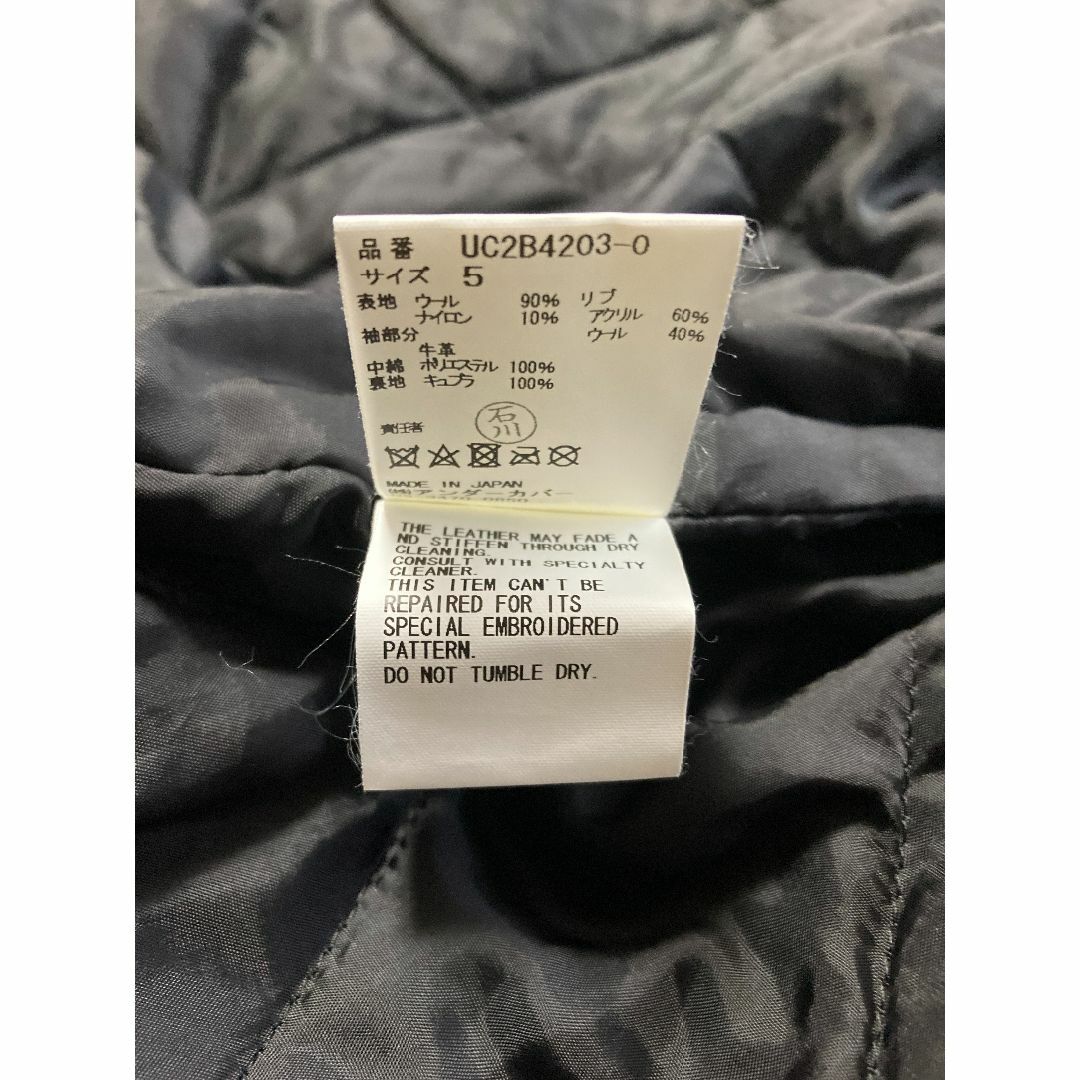 品番 UC2B4203-0
サイズ 5
表地 ウール 90% リブ
ナイロン 10% アクリル 60%
袖部分 ウール 40%
牛革
中綿 ポリエステル 100%
裏地 キュプラ 100%
責任者 石川
MADE IN JAPAN
㈱アンダーカバー
THE LEATHER MAY FADE A
ND STIFFEN THROUGH DRY
CLEANING.
CONSULT WITH SPECIALTY
CLEANER.
THIS ITEM CAN'T BE
REPAIRED FOR ITS
SPECIAL EMBROIDERED
PATTERN.
DO NOT TUMBLE DRY.